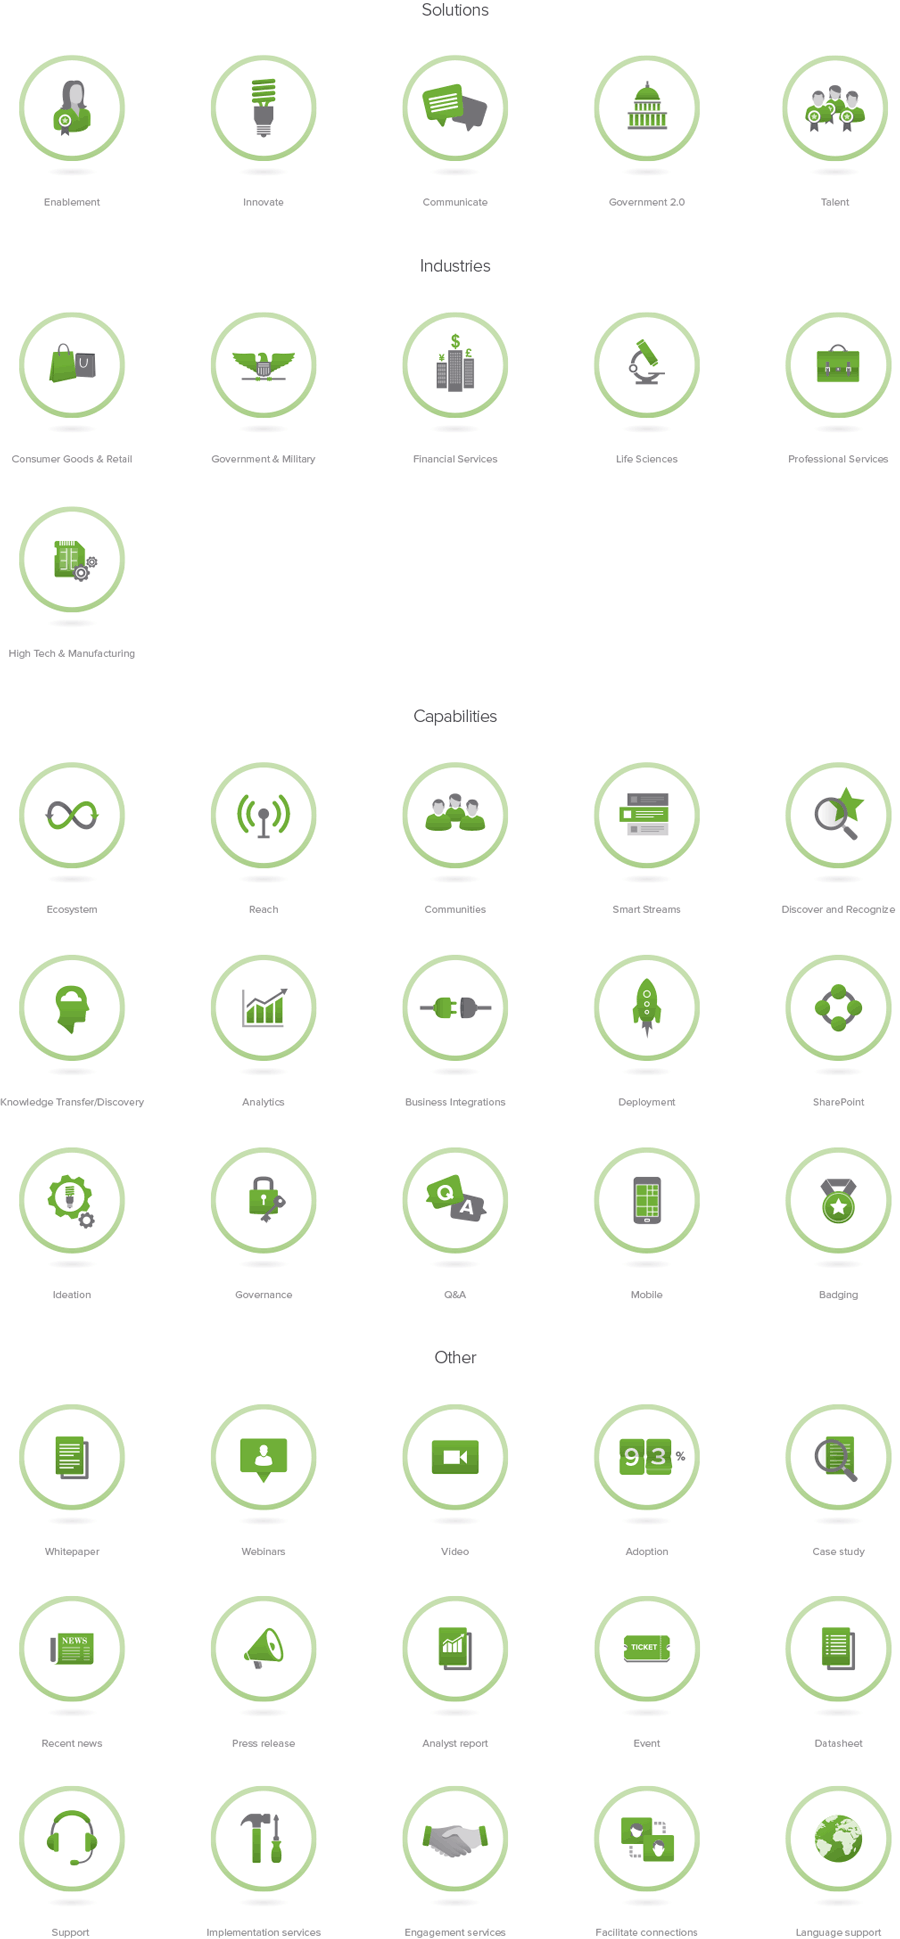 Solutions
Enablement
Innovate
Communicate
Government 2.0
Talent
Industries
$
¥
£
Consumer Goods & Retail
Government & Military
Financial Services
Life Sciences
Professional Services
High Tech & Manufacturing
Capabilities
Ecosystem
Reach
Communities
Smart Streams
Discover and Recognize
Knowledge Transfer/Discovery
Analytics
Business Integrations
Deployment
SharePoint
Q
A
Ideation
Governance
Q&A
Mobile
Badging
Other
93 %
Whitepaper
Webinars
Video
Adoption
Case study
NEWS
TICKET
Recent news
Press release
Analyst report
Event
Datasheet
Support
Implementation services
Engagement services
Facilitate connections
Language support